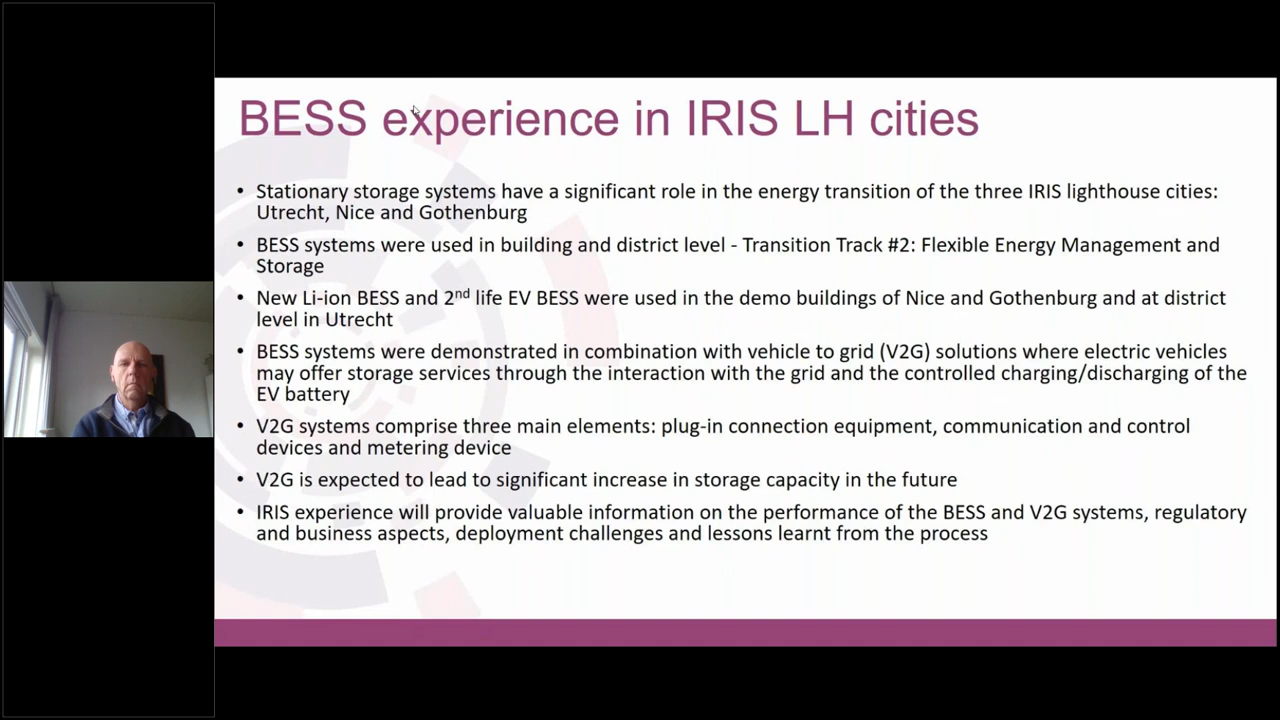 BESS experience in IRIS LH cities
• Stationary storage systems have a significant role in the energy transition of the three IRIS lighthouse cities:
Utrecht, Nice and Gothenburg
• BESS systems were used in building and district level - Transition Track #2: Flexible Energy Management and
Storage
• New Li-ion BESS and 2nd life EV BESS were used in the demo buildings of Nice and Gothenburg and at district
level in Utrecht
• BESS systems were demonstrated in combination with vehicle to grid (V2G) solutions where electric vehicles
may offer storage services through the interaction with the grid and the controlled charging/discharging of the
EV battery
• V2G systems comprise three main elements: plug-in connection equipment, communication and control
devices and metering device
• V2G is expected to lead to significant increase in storage capacity in the future
• IRIS experience will provide valuable information on the performance of the BESS and V2G systems, regulatory
and business aspects, deployment challenges and lessons learnt from the process